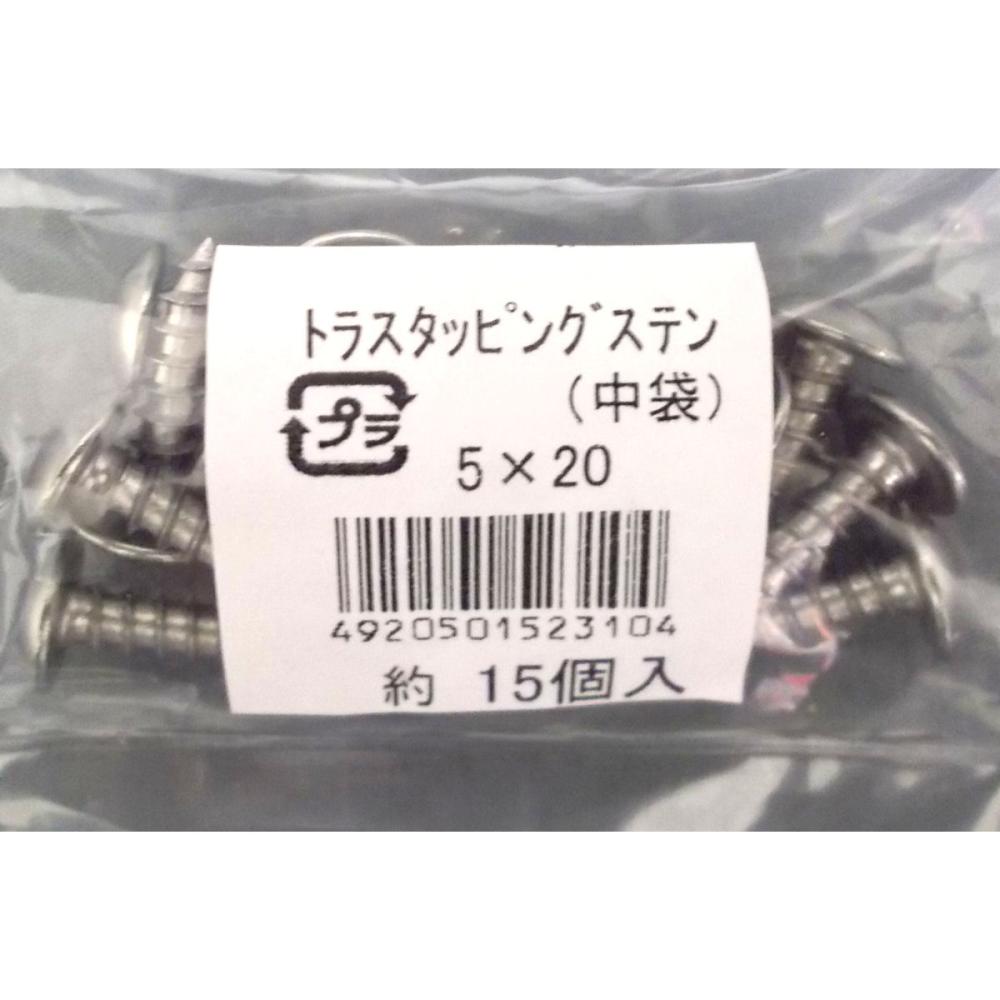 トラスタッピングステン
(中袋)
プラ
5×20
4920501523104
約 15個入